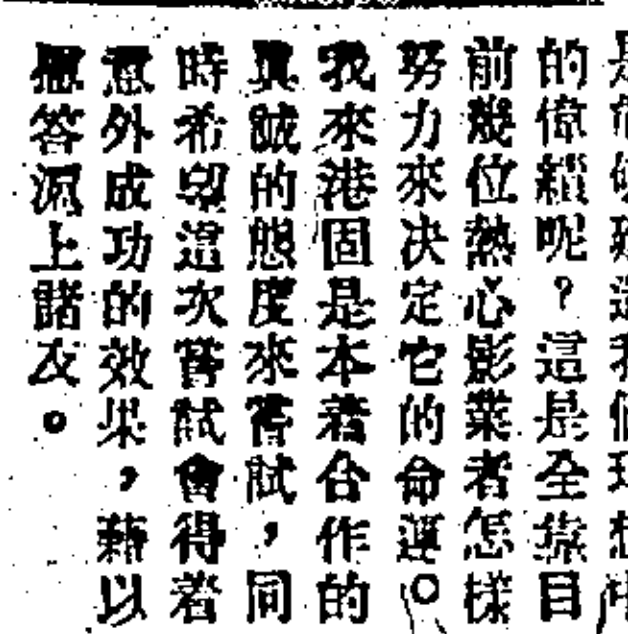 的偉績呢？這是全靠目
前幾位熱心影業者怎樣
努力來決定它的命運。
我來港固是本着合作的
眞誠的態度來嘗試，同
時希望這次嘗試會得着
意外成功的效果，藉以
報答滬上諸友。